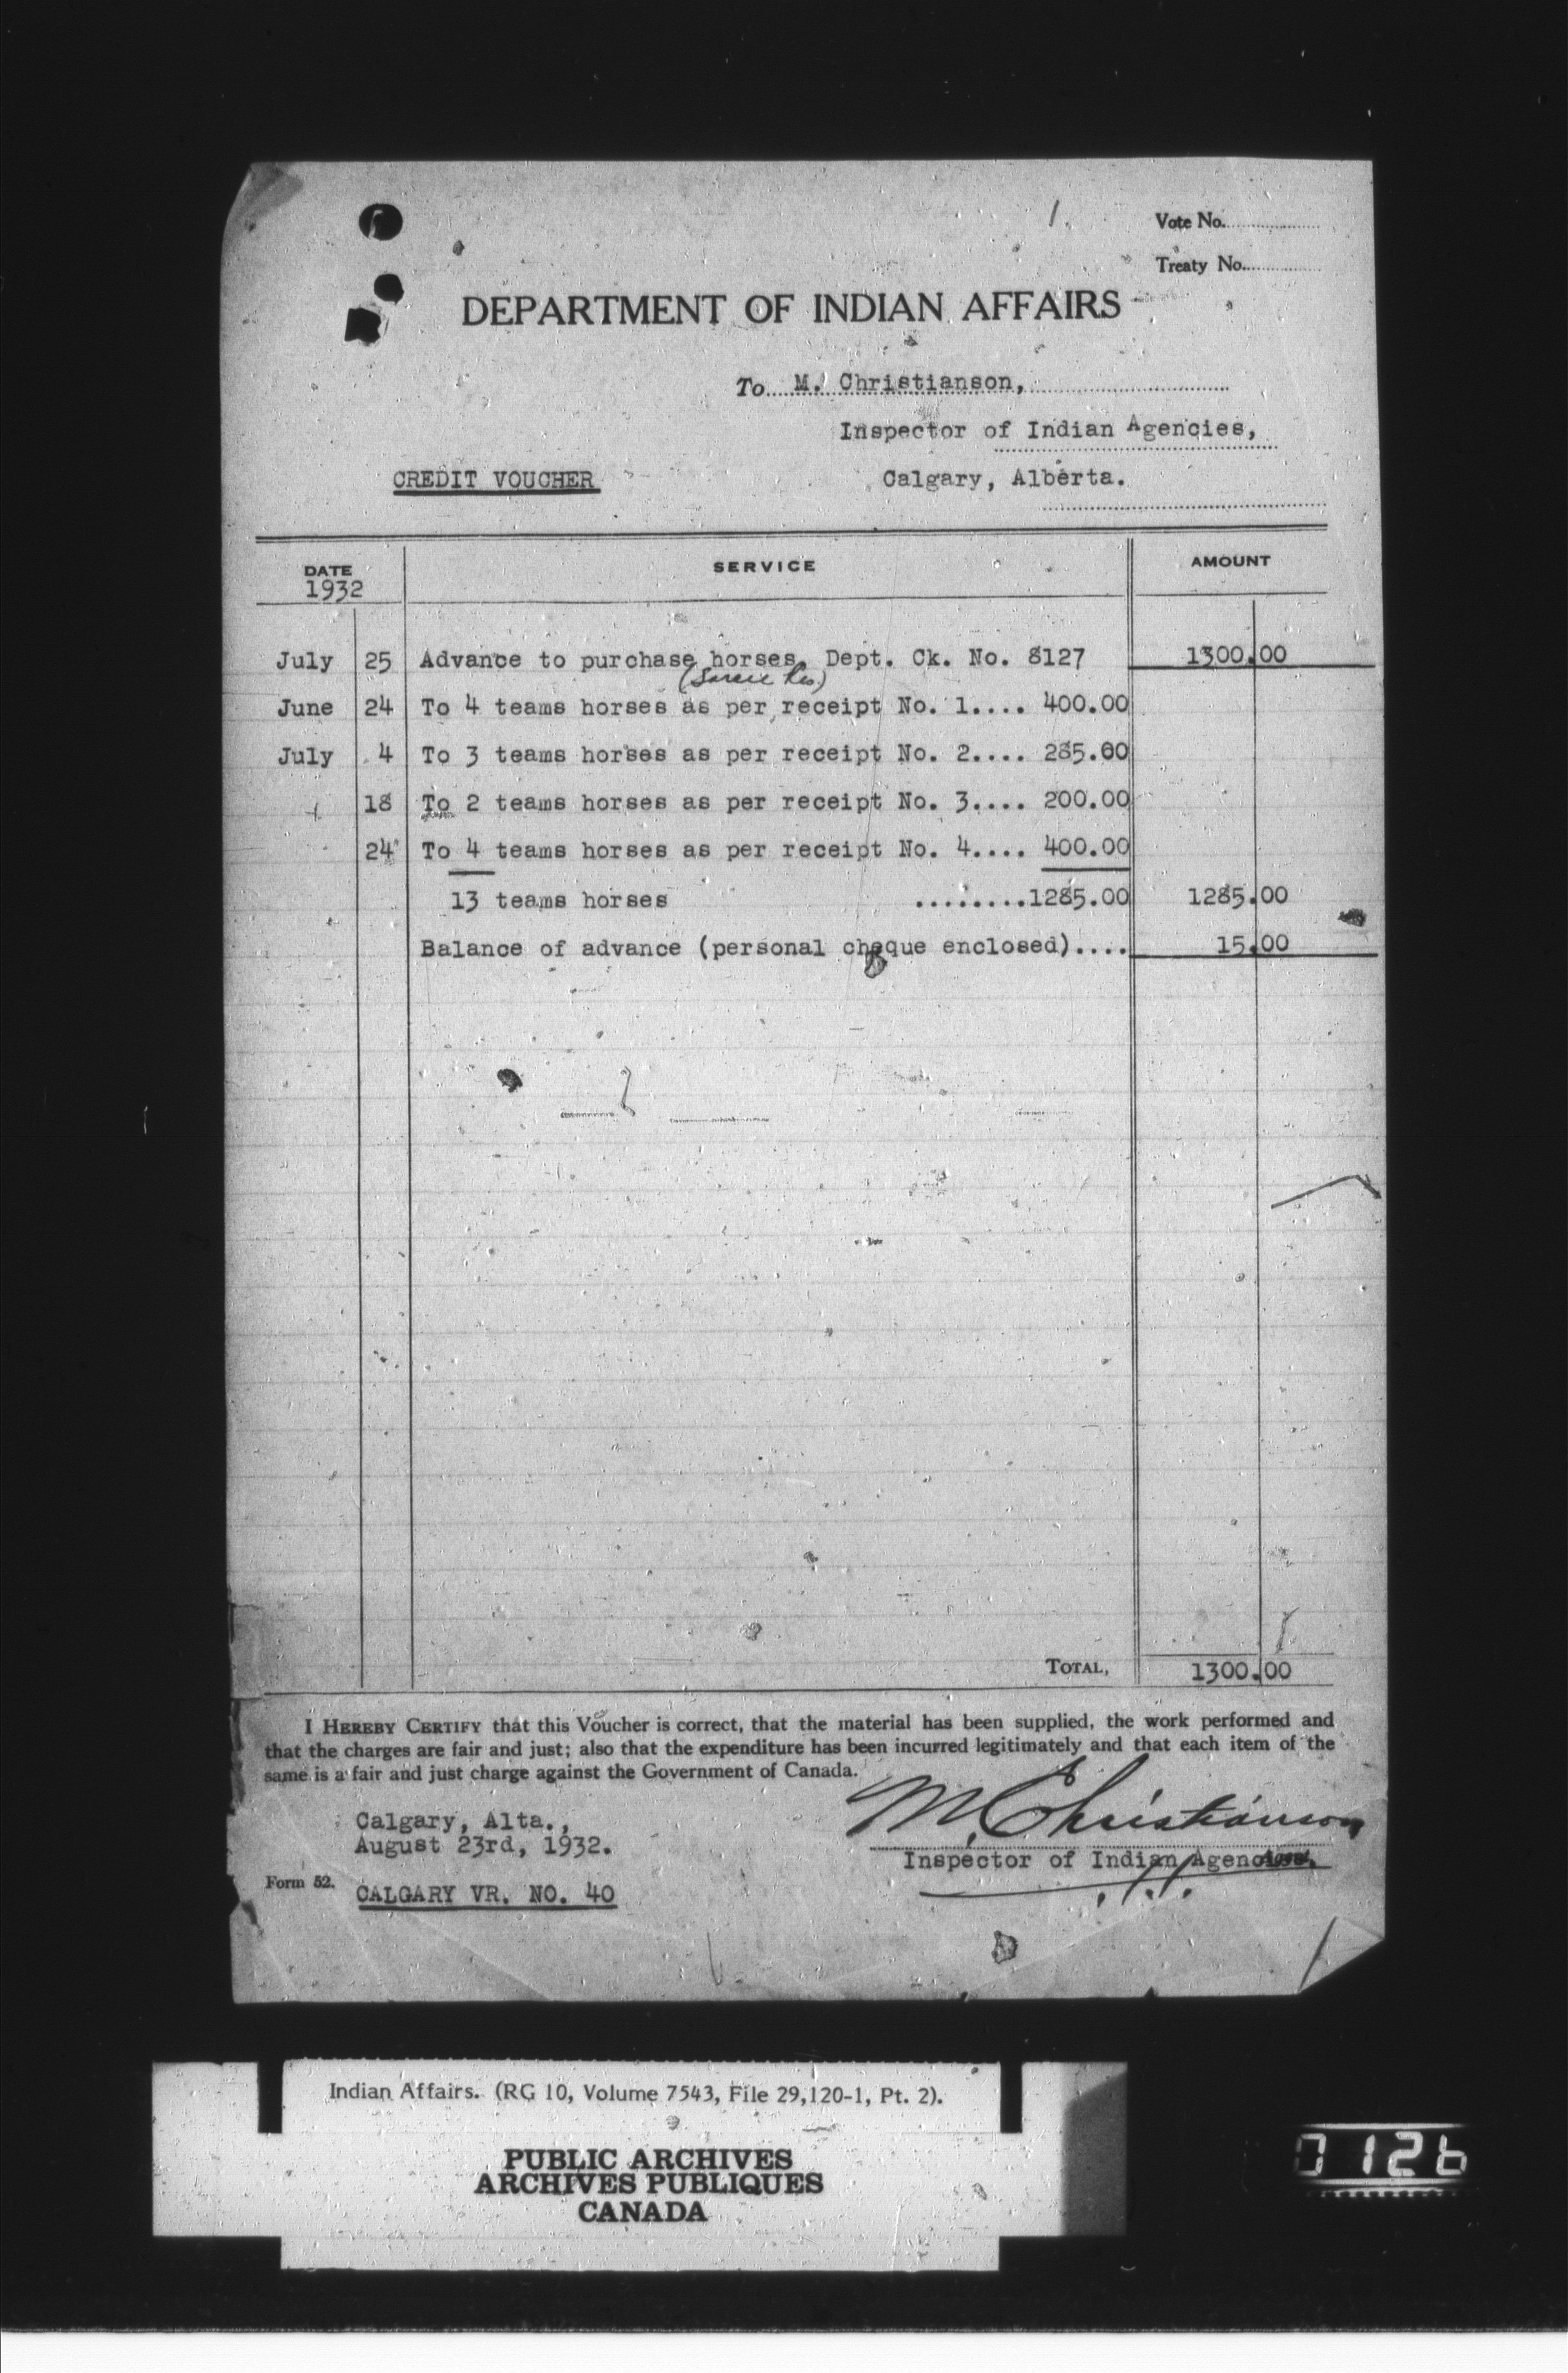 1.
Vote No.
Treaty No.
DEPARTMENT OF INDIAN AFFAIRS
To M. Christianson,
Inspector of Indian Agencies,
CREDIT VOUCHER
Calgary, Alberta.
DATE SERVICE AMOUNT
1932
July 25 Advance to purchase horses, Dept. Ck. No. 8127 1300.00
(Sarcee Res)
June 24 To 4 teams horses as per receipt No. 1.... 400.00
July 4 To 3 teams horses as per receipt No. 2.... 285.00
18 To 2 teams horses as per receipt No. 3.... 200.00
24 To 4 teams horses as per receipt No. 4.... 400.00
13 teams horses ........1285.00 1285.00
Balance of advance (personal cheque enclosed).... 15.00
TOTAL, 1300.00
I HEREBY CERTIFY that this Voucher is correct, that the material has been supplied, the work performed and
that the charges are fair and just; also that the expenditure has been incurred legitimately and that each item of the
same is a fair and just charge against the Government of Canada.
M. Christianson
Calgary, Alta.,
August 23rd, 1932.
Inspector of Indian Agencies.
Form 52.
CALGARY VR. NO. 40
Indian Affairs. (RG 10, Volume 7543, File 29,120-1, Pt. 2).
PUBLIC ARCHIVES
ARCHIVES PUBLIQUES
CANADA
0126